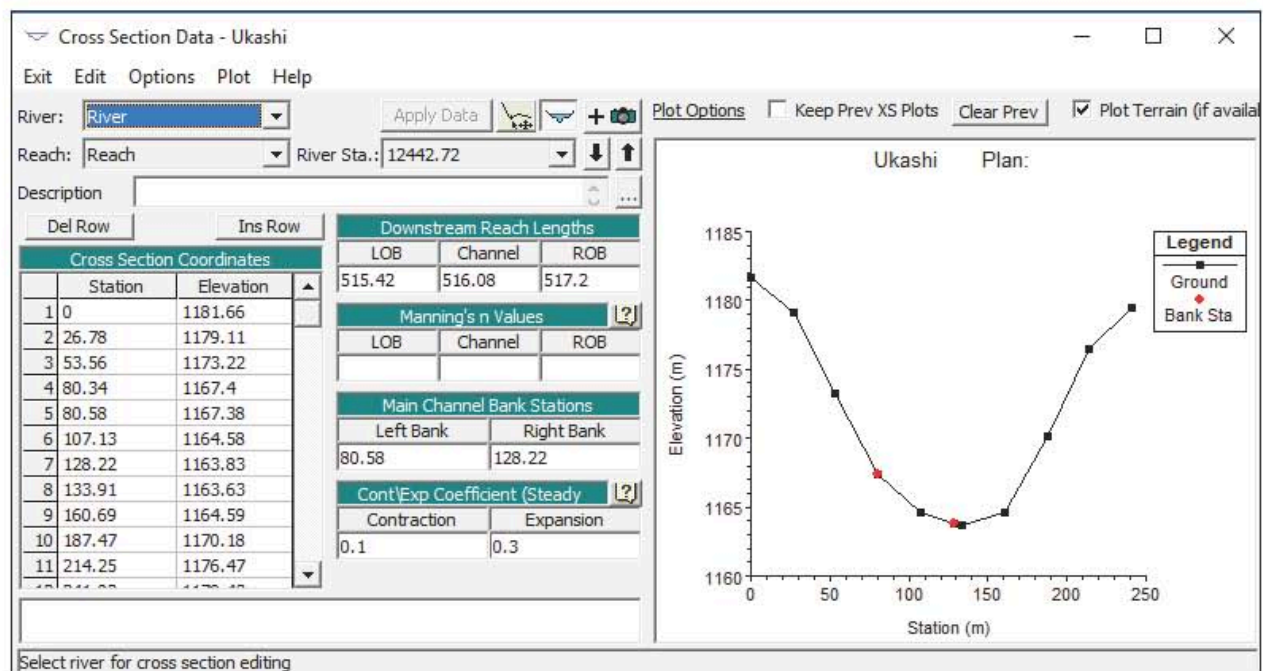 Cross Section Data - Ukashi
Exit Edit Options Plot Help
River: River Apply Data
Reach: Reach River Sta.: 12442.72
Description ...
Del Row Ins Row
Cross Section Coordinates
Station Elevation
1 0 1181.66
2 26.78 1179.11
3 53.56 1173.22
4 80.34 1167.4
5 80.58 1167.38
6 107.13 1164.58
7 128.22 1163.83
8 133.91 1163.63
9 160.69 1164.59
10 187.47 1170.18
11 214.25 1176.47
Downstream Reach Lengths
LOB Channel ROB
515.42 516.08 517.2
Manning's n Values ?
LOB Channel ROB
Main Channel Bank Stations
Left Bank Right Bank
80.58 128.22
Cont\Exp Coefficient (Steady ?
Contraction Expansion
0.1 0.3
Plot Options Keep Prev XS Plots Clear Prev Plot Terrain (if availal
Ukashi Plan:
Legend
Ground
Bank Sta
1185
1180
1175
1170
1165
1160
Elevation (m)
0 50 100 150 200 250
Station (m)
Select river for cross section editing